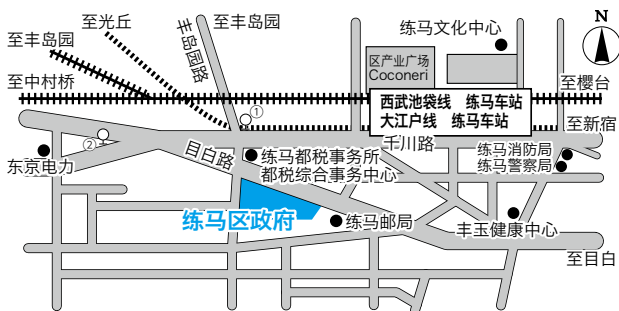 至光丘
至丰岛园
N
至丰岛园
丰岛园路
练马文化中心
区产业广场
Coconeri
至中村桥
至樱台
西武池袋线 练马车站
大江户线 练马车站
①
至新宿
②
目白路
千川路
东京电力
练马都税事务所
都税综合事务中心
练马消防局
练马警察局
练马区政府
练马邮局
丰玉健康中心
至目白